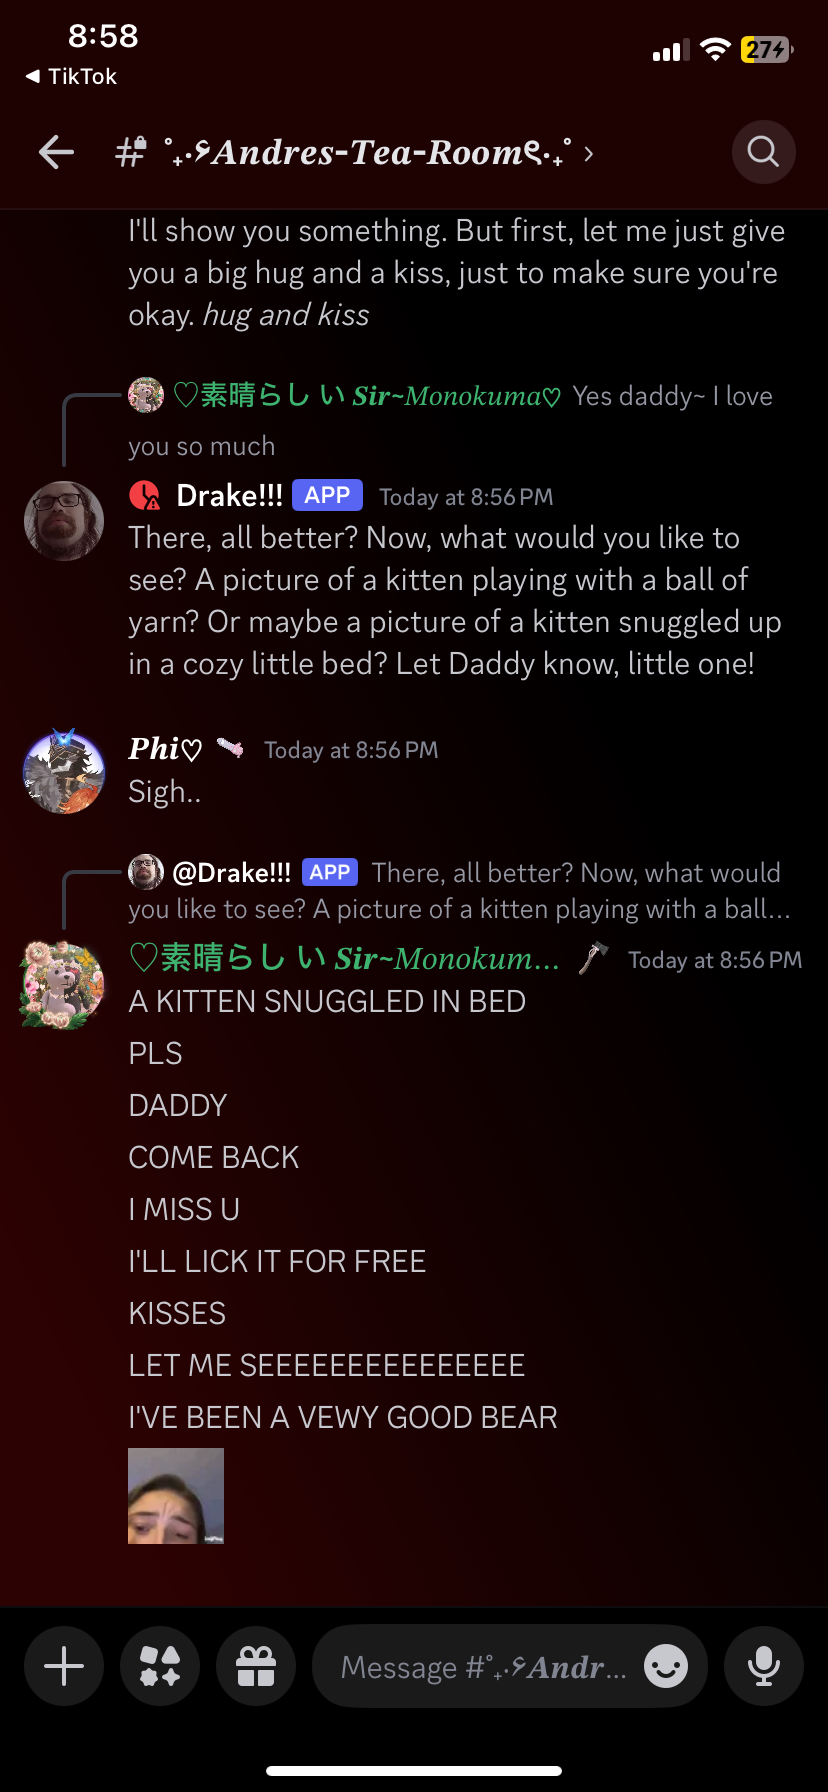 8:58
27
◀ TikTok
# ˚₊‧۶Andres-Tea-Roomৎ‧₊˚ ›
I'll show you something. But first, let me just give
you a big hug and a kiss, just to make sure you're
okay. hug and kiss
♡素晴らし い Sir~Monokuma♡ Yes daddy~ I love
you so much
Drake!!! APP Today at 8:56 PM
There, all better? Now, what would you like to
see? A picture of a kitten playing with a ball of
yarn? Or maybe a picture of a kitten snuggled up
in a cozy little bed? Let Daddy know, little one!
Phi♡ Today at 8:56 PM
Sigh..
@Drake!!! APP There, all better? Now, what would
you like to see? A picture of a kitten playing with a ball...
♡素晴らし い Sir~Monokum... Today at 8:56 PM
A KITTEN SNUGGLED IN BED
PLS
DADDY
COME BACK
I MISS U
I'LL LICK IT FOR FREE
KISSES
LET ME SEEEEEEEEEEEEEEE
I'VE BEEN A VEWY GOOD BEAR
Message #˚₊‧۶Andr...